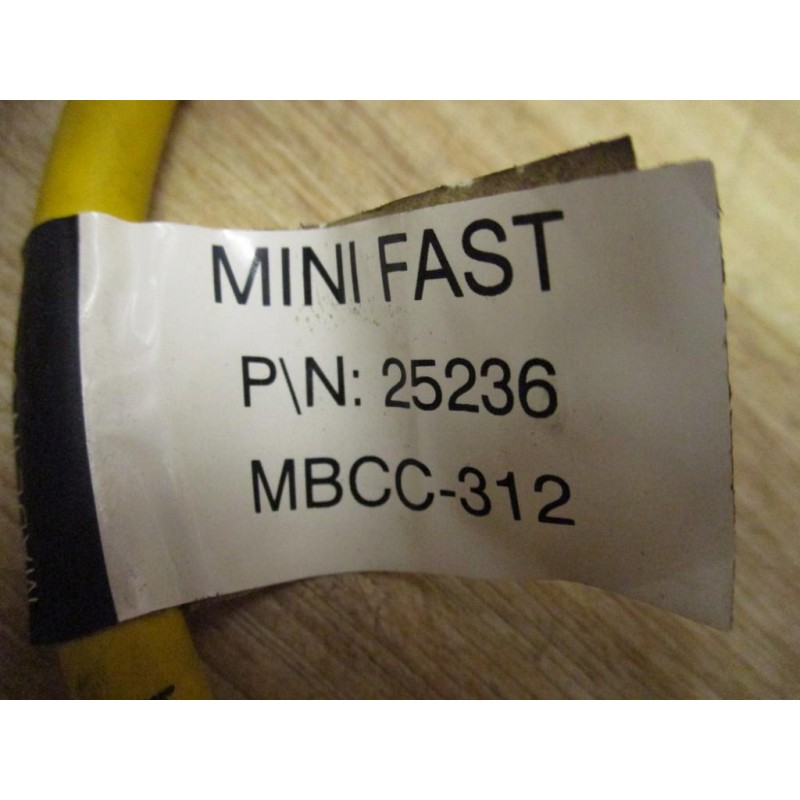 MINI FAST
P\N: 25236
MBCC-312